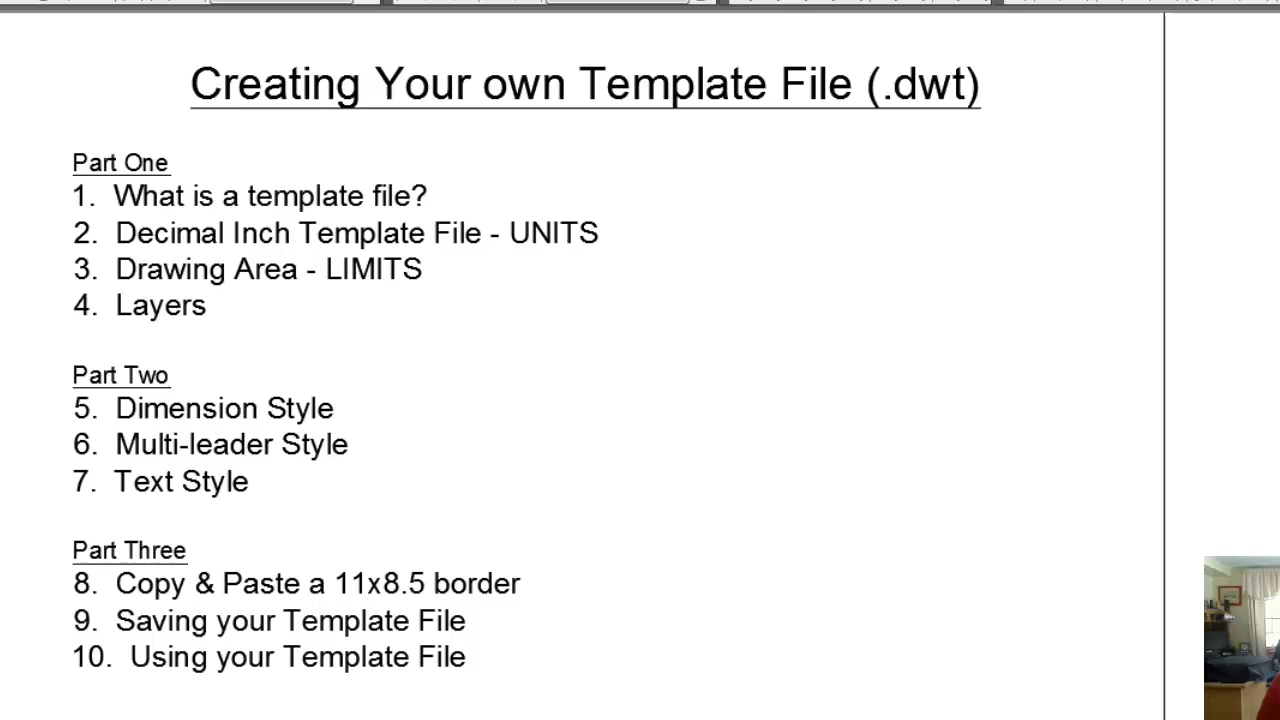 Creating Your own Template File (.dwt)
Part One
1. What is a template file?
2. Decimal Inch Template File - UNITS
3. Drawing Area - LIMITS
4. Layers
Part Two
5. Dimension Style
6. Multi-leader Style
7. Text Style
Part Three
8. Copy & Paste a 11x8.5 border
9. Saving your Template File
10. Using your Template File